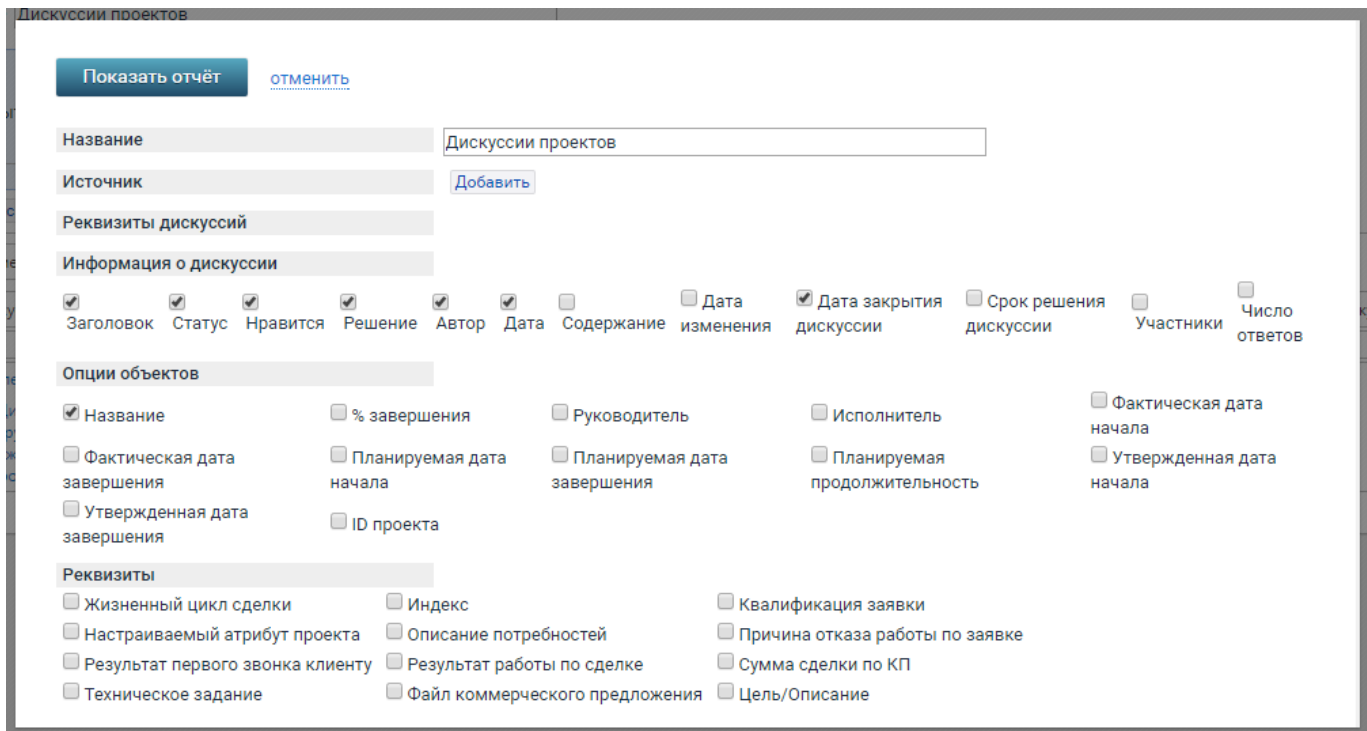 Дискуссии проектов
Показать отчёт отменить
Название Дискуссии проектов
Источник Добавить
Реквизиты дискуссий
Информация о дискуссии
Заголовок Статус Нравится Решение Автор Дата Содержание Дата изменения Дата закрытия дискуссии Срок решения дискуссии Участники Число ответов
Опции объектов
Название % завершения Руководитель Исполнитель Фактическая дата начала
Фактическая дата завершения Планируемая дата начала Планируемая дата завершения Планируемая продолжительность Утвержденная дата начала
Утвержденная дата завершения ID проекта
Реквизиты
Жизненный цикл сделки Индекс Квалификация заявки
Настраиваемый атрибут проекта Описание потребностей Причина отказа работы по заявке
Результат первого звонка клиенту Результат работы по сделке Сумма сделки по КП
Техническое задание Файл коммерческого предложения Цель/Описание